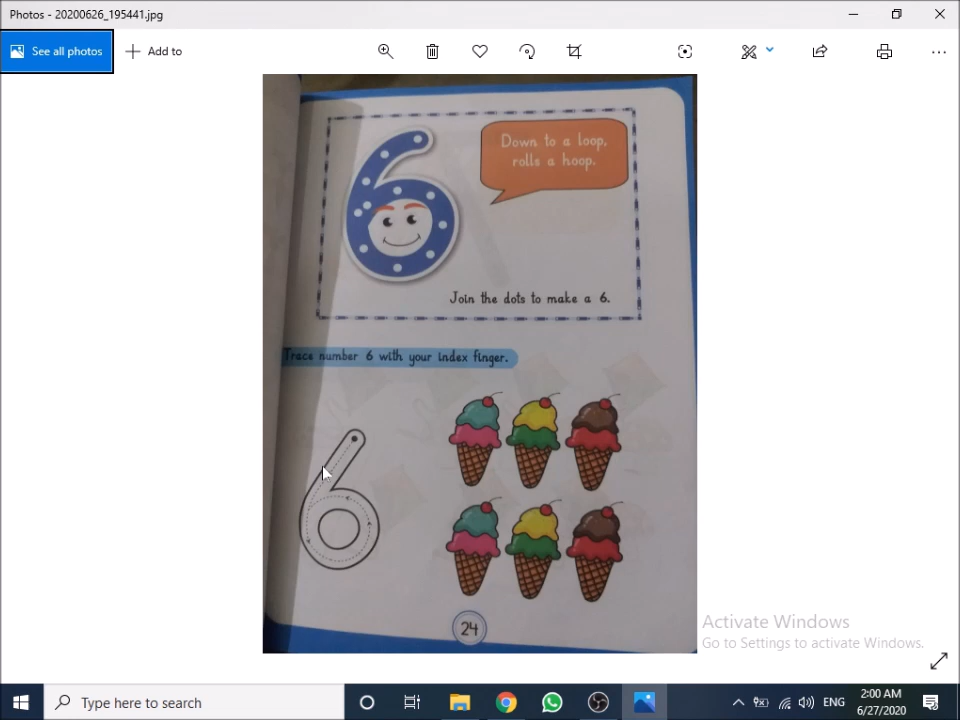 Photos - 20200626_195441.jpg
See all photos
Add to
6
Down to a loop,
rolls a hoop.
Join the dots to make a 6.
Trace number 6 with your index finger.
6
24
Activate Windows
Go to Settings to activate Windows.
Type here to search
ENG
2:00 AM
6/27/2020